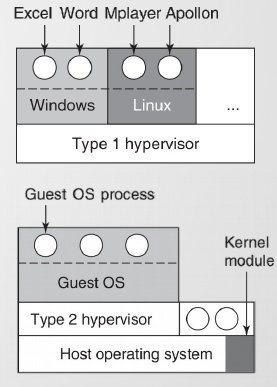 Excel Word Mplayer Apollon
Windows Linux ...
Type 1 hypervisor
Guest OS process
Kernel
module
Guest OS
Type 2 hypervisor
Host operating system